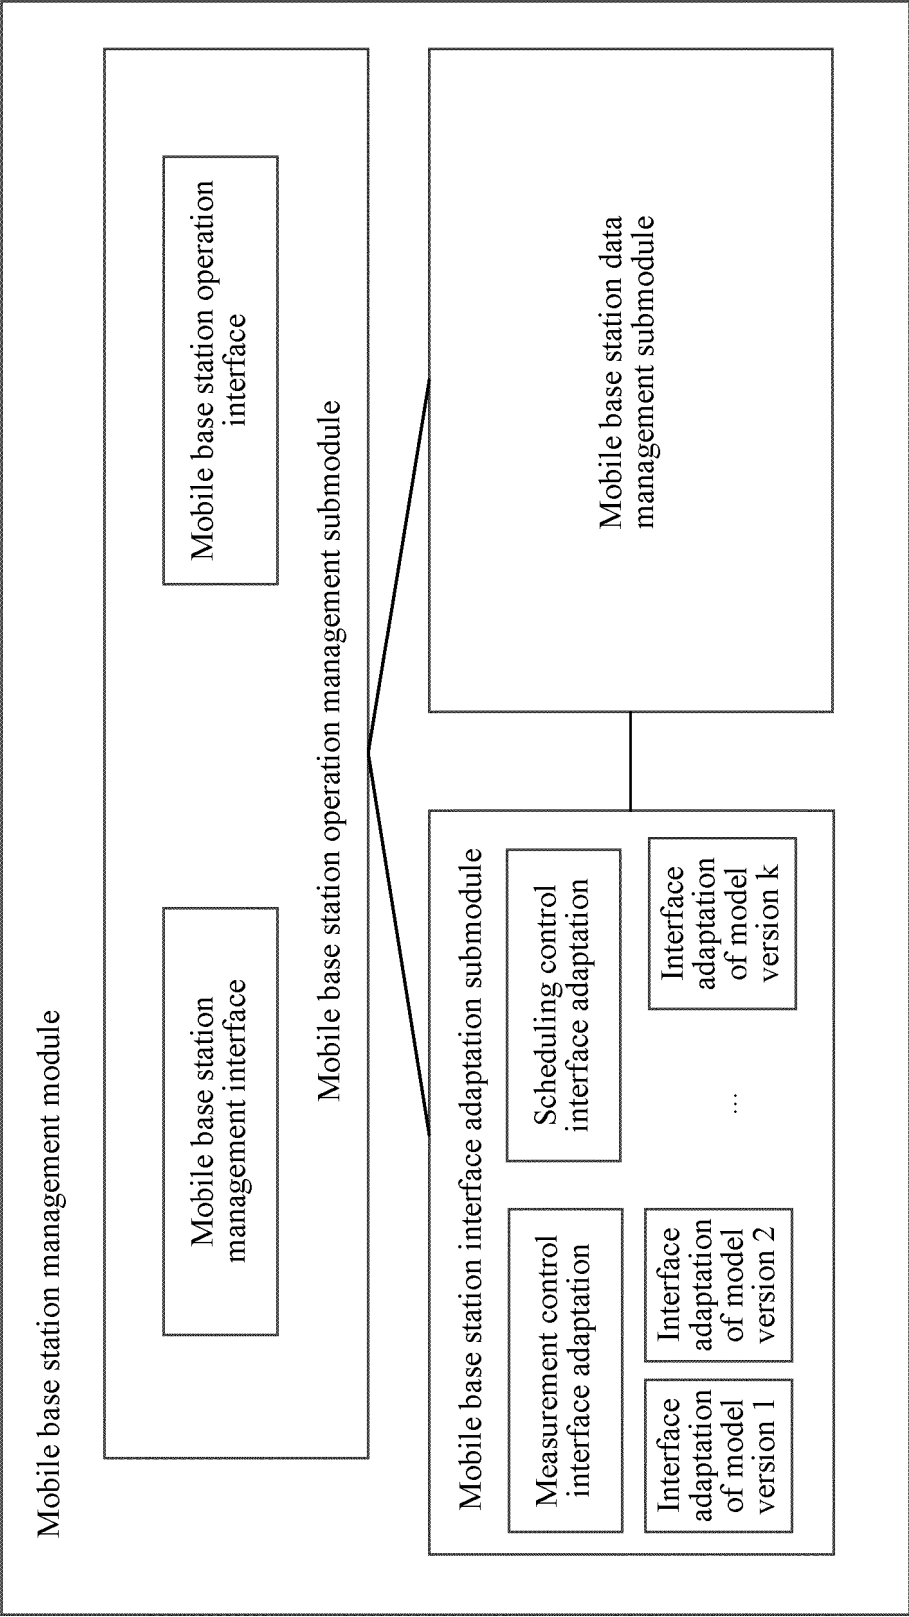 Mobile base station management module
Mobile base station
management interface
Mobile base station operation
interface
Mobile base station operation management submodule
Mobile base station interface adaptation submodule
Measurement control
interface adaptation
Scheduling control
interface adaptation
Interface
adaptation
of model
version 1
Interface
adaptation
of model
version 2
...
Interface
adaptation
of model
version k
Mobile base station data
management submodule